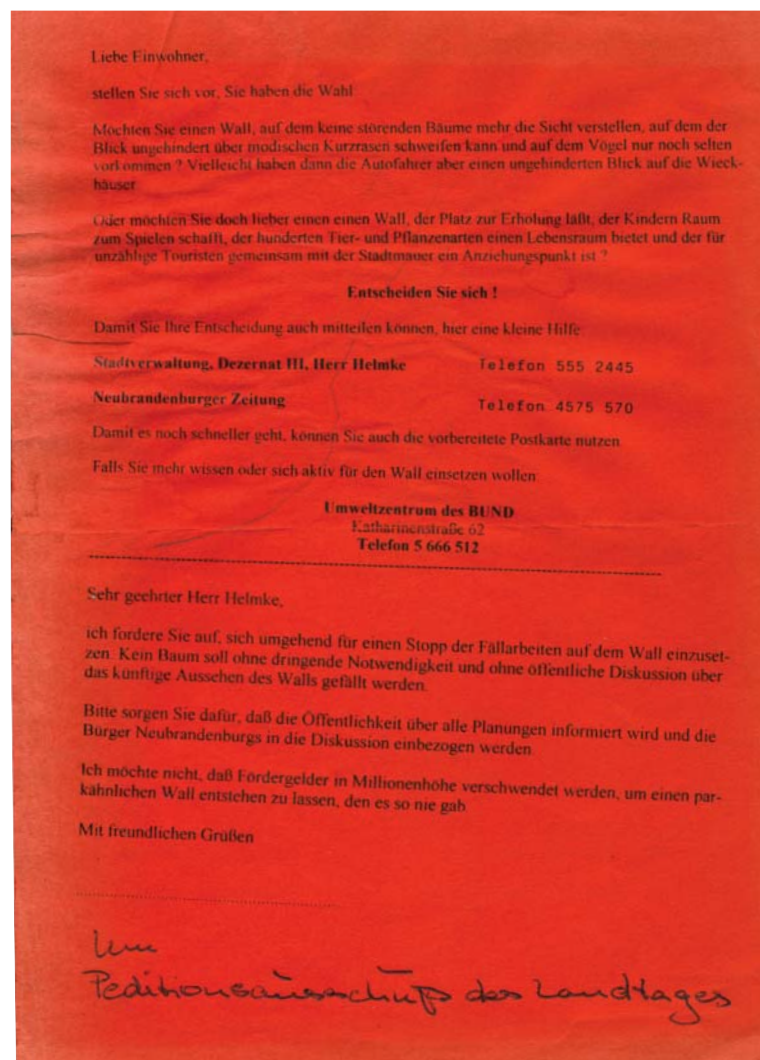 Liebe Einwohner,
stellen Sie sich vor, Sie haben die Wahl
Möchten Sie einen Wall, auf dem keine störenden Bäume mehr die Sicht verstellen, auf dem der
Blick ungehindert über modischen Kurzrasen schweifen kann und auf dem Vögel nur noch selten
vorkommen ? Vielleicht haben dann die Autofahrer aber einen ungehinderten Blick auf die Wieck-
häuser
Oder möchten Sie doch lieber einen einen Wall, der Platz zur Erholung läßt, der Kindern Raum
zum Spielen schafft, der hunderten Tier- und Pflanzenarten einen Lebensraum bietet und der für
unzählige Touristen gemeinsam mit der Stadtmauer ein Anziehungspunkt ist ?
Entscheiden Sie sich !
Damit Sie Ihre Entscheidung auch mitteilen können, hier eine kleine Hilfe
Stadtverwaltung, Dezernat III, Herr Helmke Telefon 555 2445
Neubrandenburger Zeitung Telefon 4575 570
Damit es noch schneller geht, können Sie auch die vorbereitete Postkarte nutzen
Falls Sie mehr wissen oder sich aktiv für den Wall einsetzen wollen
Umweltzentrum des BUND
Katharinenstraße 62
Telefon 5 666 512
Sehr geehrter Herr Helmke,
ich fordere Sie auf, sich umgehend für einen Stopp der Fällarbeiten auf dem Wall einzuset-
zen. Kein Baum soll ohne dringende Notwendigkeit und ohne öffentliche Diskussion über
das künftige Aussehen des Walls gefällt werden.
Bitte sorgen Sie dafür, daß die Öffentlichkeit über alle Planungen informiert wird und die
Bürger Neubrandenburgs in die Diskussion einbezogen werden
Ich möchte nicht, daß Fördergelder in Millionenhöhe verschwendet werden, um einen par-
kähnlichen Wall entstehen zu lassen, den es so nie gab
Mit freundlichen Grüßen
Peditionsausschuß des Landtages